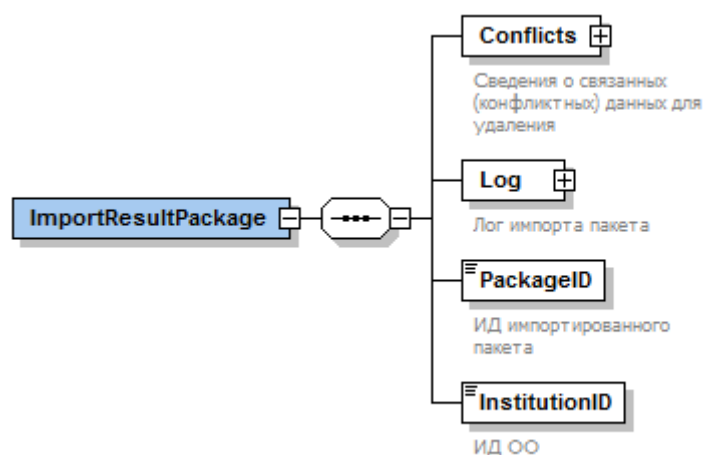 Conflicts
Сведения о связанных
(конфликтных) данных для
удаления
Log
Лог импорта пакета
ImportResultPackage
PackageID
ИД импортированного
пакета
InstitutionID
ИД ОО